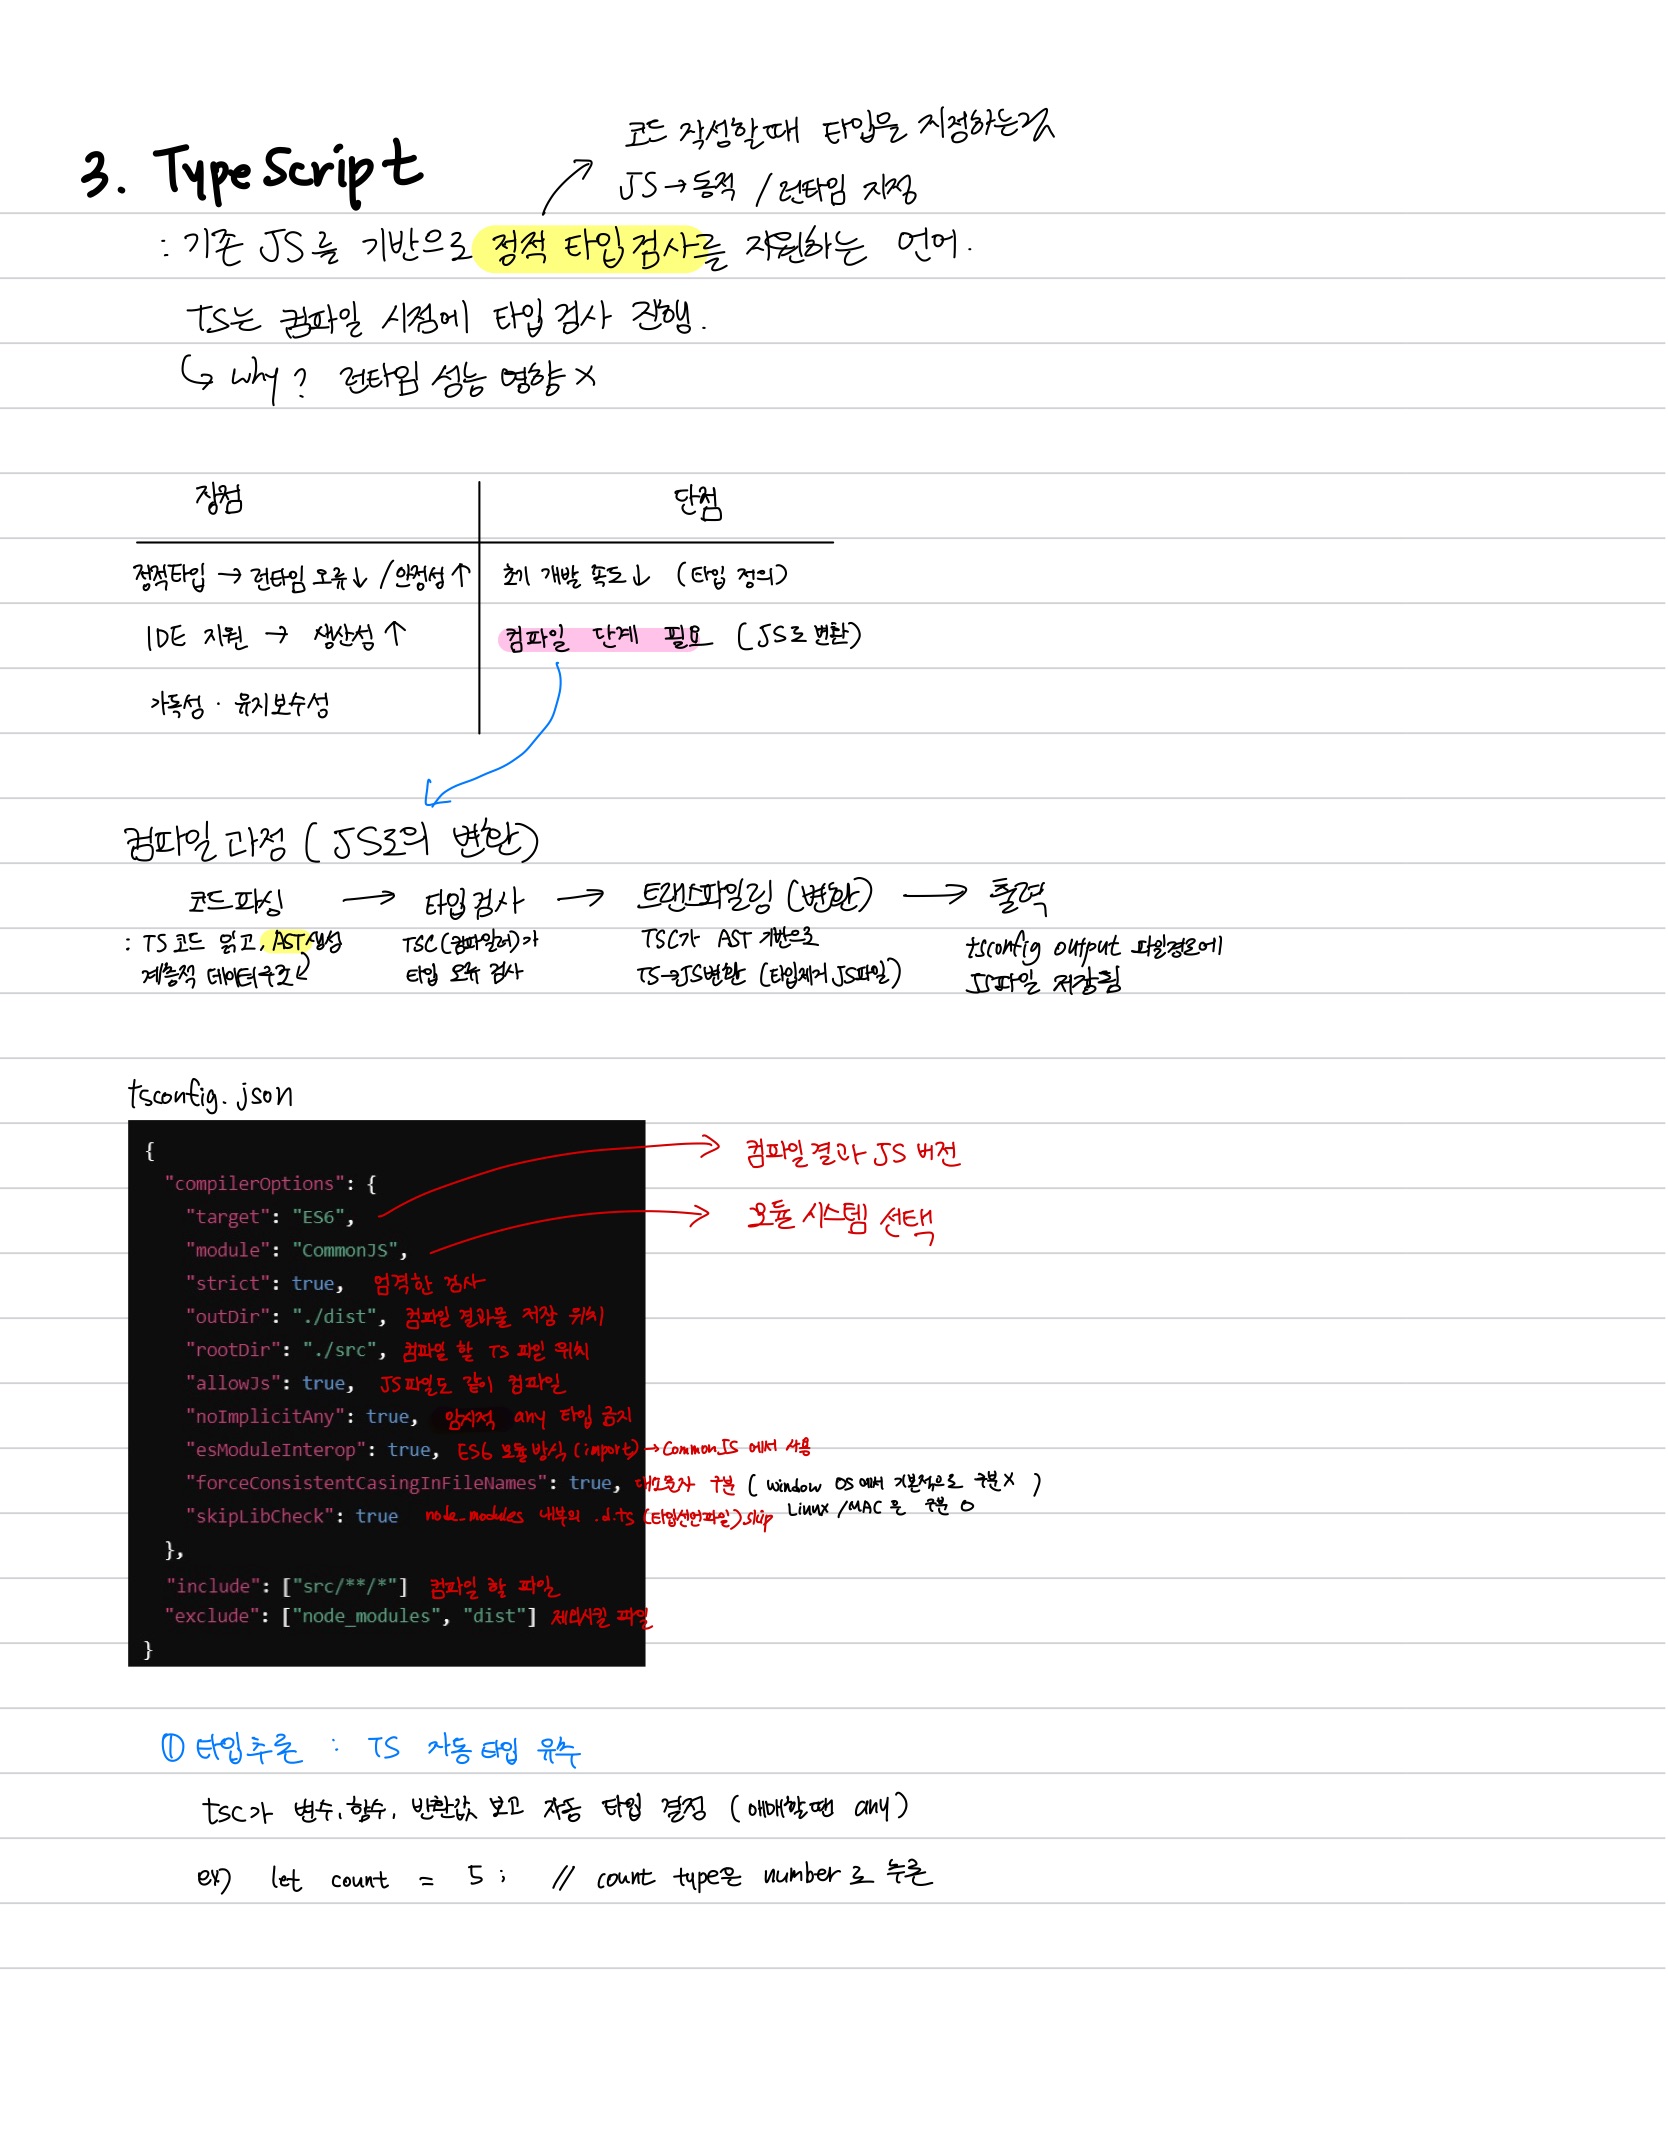 코드 작성할때 타입을 지정하는것
3. TypeScript
JS → 동적 / 런타임 지정
: 기존 JS를 기반으로 정적 타입검사를 지원하는 언어.
TS는 컴파일 시점에 타입 검사 진행.
↳ why? 런타임 성능 영향 X
장점 단점
정적타입 → 런타임 오류↓ / 안정성↑ 초기 개발 속도↓ (타입 정의)
IDE 지원 → 생산성↑ 컴파일 단계 필요 (JS로 변환)
가독성 · 유지보수성
컴파일 과정 (JS로의 변환)
코드파싱 → 타입검사 → 트랜스파일링 (변환) → 출력
: TS 코드 읽고, AST 생성 TSC(컴파일러)가 TSC가 AST 기반으로 tsconfig output 파일경로에
계층적 데이터구조 타입 오류 검사 TS→JS변환 (타입제거 JS파일) JS파일 저장됨
tsconfig.json
{
"compilerOptions": { 컴파일결과 JS 버전
"target": "ES6", 모듈 시스템 선택
"module": "CommonJS",
"strict": true, 엄격한 검사
"outDir": "./dist", 컴파일 결과물 저장 위치
"rootDir": "./src", 컴파일 할 TS 파일 위치
"allowJs": true, JS파일도 같이 컴파일
"noImplicitAny": true, 암시적 any 타입 금지
"esModuleInterop": true, ES6 모듈방식 (import) → CommonJS 에서 사용
"forceConsistentCasingInFileNames": true, 대소문자 구분 ( window OS에서 기본적으로 구분X )
"skipLibCheck": true node_modules 내부의 .d.ts (타입선언파일) skip Linux / MAC 은 구분 O
},
"include": ["src/**/*"] 컴파일 할 파일
"exclude": ["node_modules", "dist"] 제외시킬 파일
}
① 타입추론 : TS 자동 타입 유추
tsc가 변수, 함수, 반환값 보고 자동 타입 결정 (애매할땐 any)
ex) let count = 5 ; // count type은 number로 추론